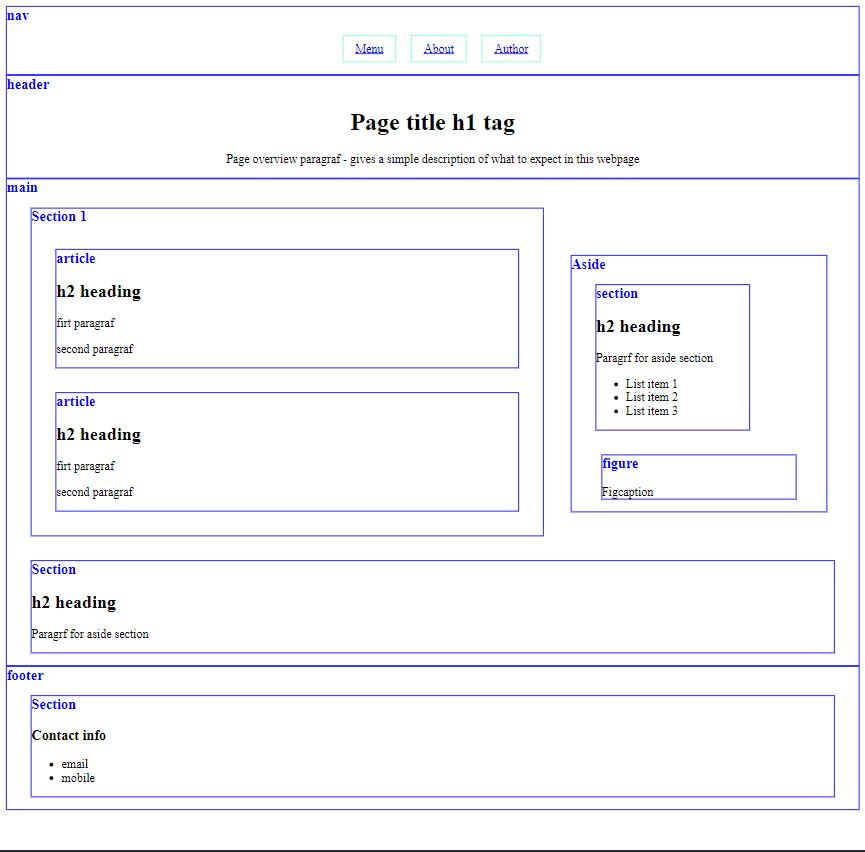 nav
Menu About Author
header
Page title h1 tag
Page overview paragraf - gives a simple description of what to expect in this webpage
main
Section 1
article
h2 heading
firt paragraf
second paragraf
article
h2 heading
firt paragraf
second paragraf
Aside
section
h2 heading
Paragrf for aside section
List item 1
List item 2
List item 3
figure
Figcaption
Section
h2 heading
Paragrf for aside section
footer
Section
Contact info
email
mobile